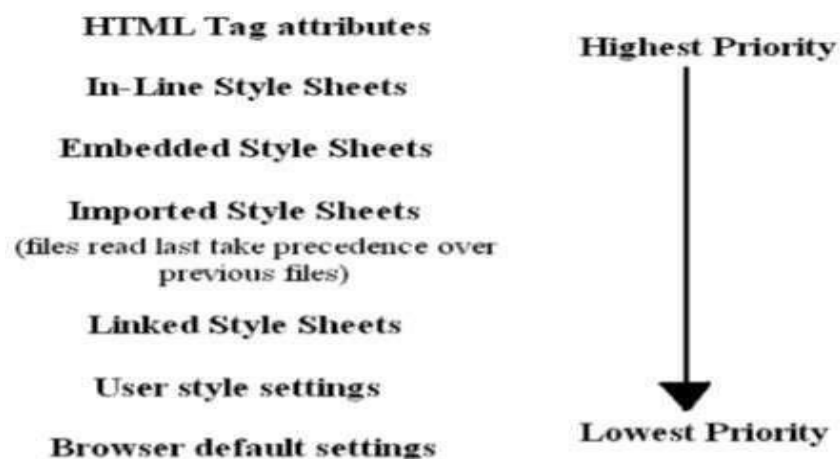 HTML Tag attributes
Highest Priority
In-Line Style Sheets
Embedded Style Sheets
Imported Style Sheets
(files read last take precedence over
previous files)
Linked Style Sheets
User style settings
Browser default settings
Lowest Priority